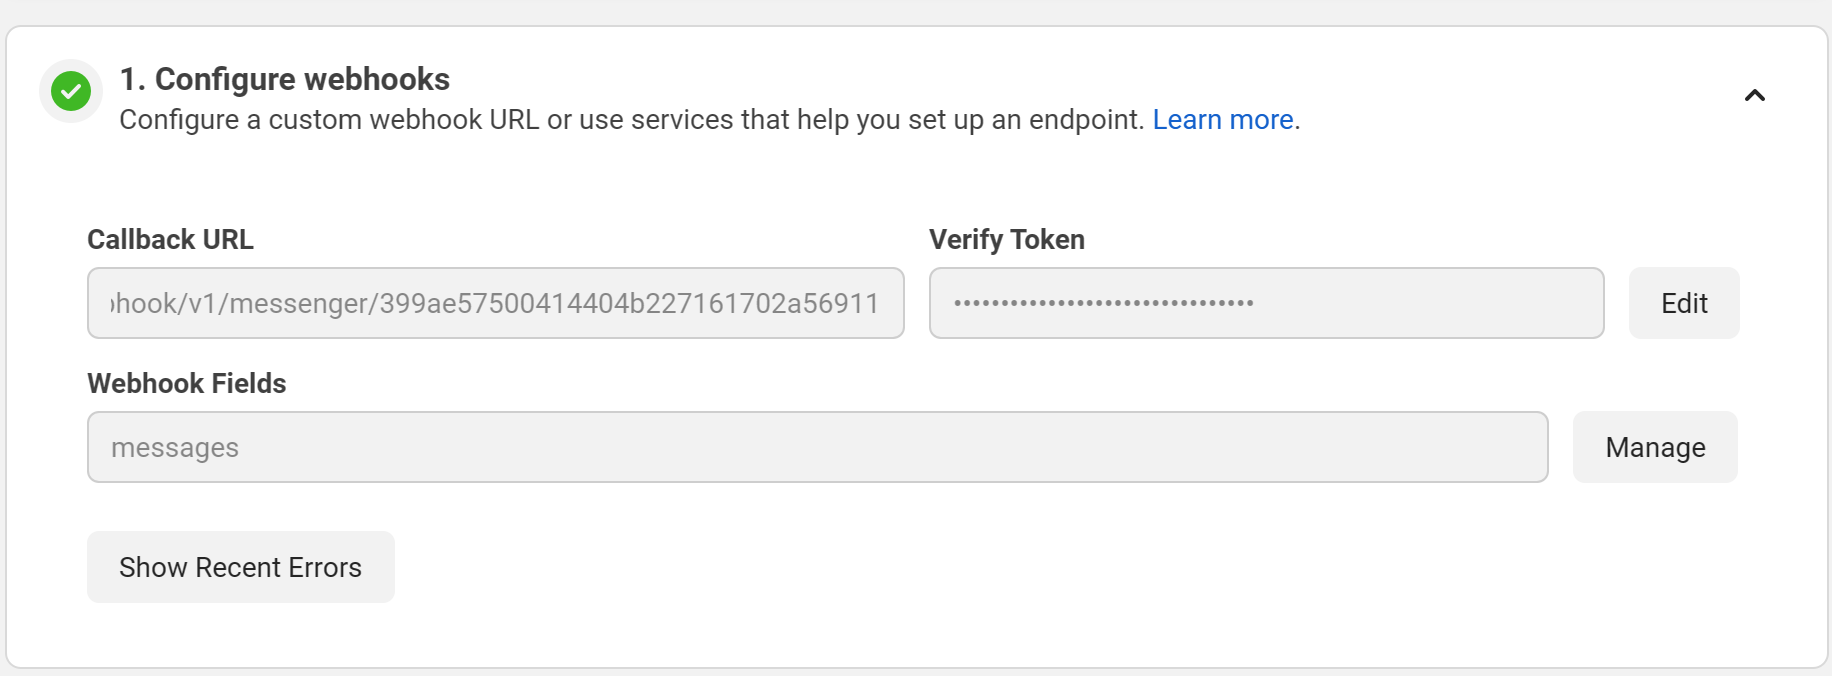 1. Configure webhooks
Configure a custom webhook URL or use services that help you set up an endpoint. Learn more.
Callback URL
Verify Token
hook/v1/messenger/399ae57500414404b227161702a56911
••••••••••••••••••••••••••••••••
Edit
Webhook Fields
messages
Manage
Show Recent Errors